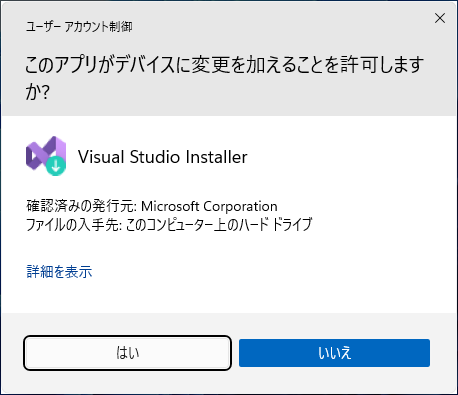 ユーザー アカウント制御
このアプリがデバイスに変更を加えることを許可します
か?
Visual Studio Installer
確認済みの発行元: Microsoft Corporation
ファイルの入手先: このコンピューター上のハード ドライブ
詳細を表示
はい
いいえ